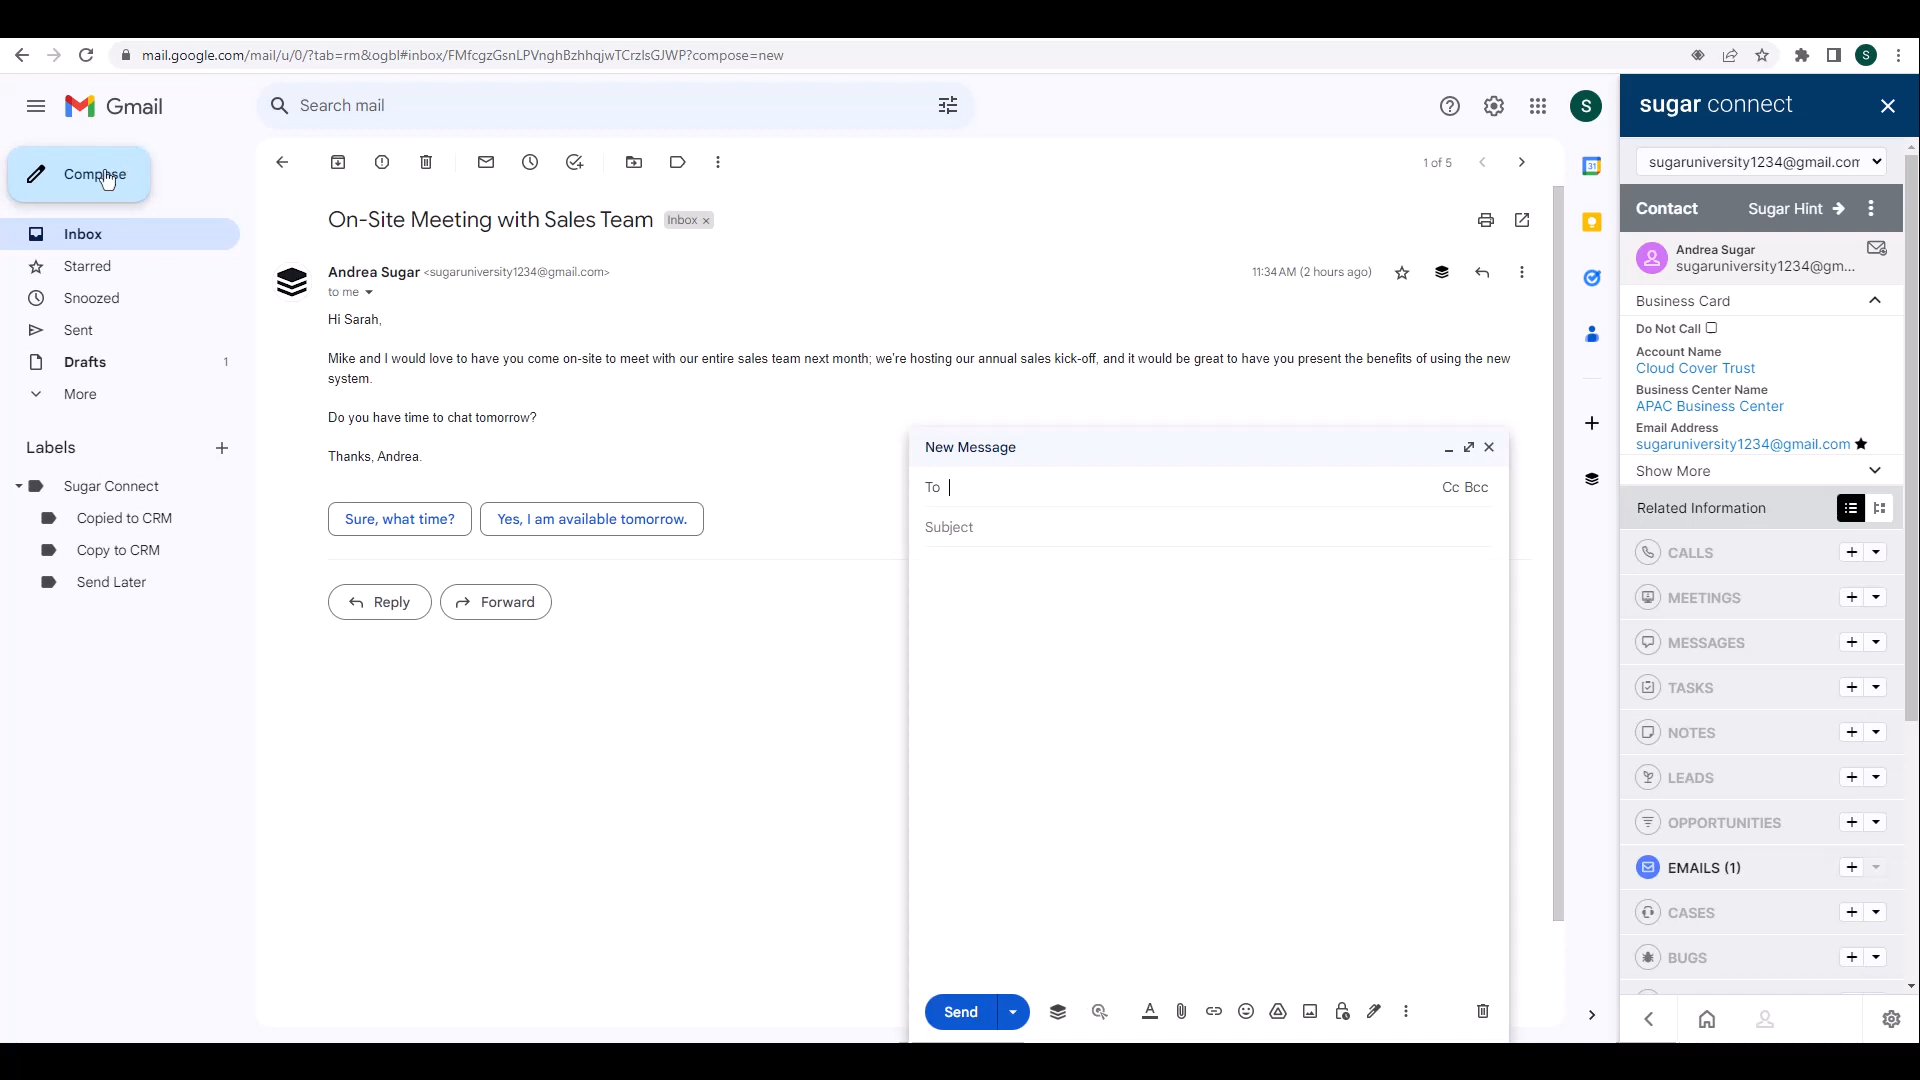 mail.google.com/mail/u/0/?tab=rm&ogbl#inbox/FMfcgzGsnLPVnghBzhhqjwTCrzlsGJWP?compose=new
S
Gmail
Search mail
S
Compose
Inbox
Starred
Snoozed
Sent
Drafts 1
More
Labels
Sugar Connect
Copied to CRM
Copy to CRM
Send Later
1 of 5
On-Site Meeting with Sales Team Inbox ×
Andrea Sugar <sugaruniversity1234@gmail.com>
11:34 AM (2 hours ago)
to me
Hi Sarah,
Mike and I would love to have you come on-site to meet with our entire sales team next month; we're hosting our annual sales kick-off, and it would be great to have you present the benefits of using the new
system.
Do you have time to chat tomorrow?
Thanks, Andrea.
Sure, what time?
Yes, I am available tomorrow.
Reply
Forward
New Message
To
Cc Bcc
Subject
Send
31
sugar connect
sugaruniversity1234@gmail.com
Contact
Sugar Hint
Andrea Sugar
sugaruniversity1234@gm...
Business Card
Do Not Call
Account Name
Cloud Cover Trust
Business Center Name
APAC Business Center
Email Address
sugaruniversity1234@gmail.com
Show More
Related Information
CALLS
MEETINGS
MESSAGES
TASKS
NOTES
LEADS
OPPORTUNITIES
EMAILS (1)
CASES
BUGS